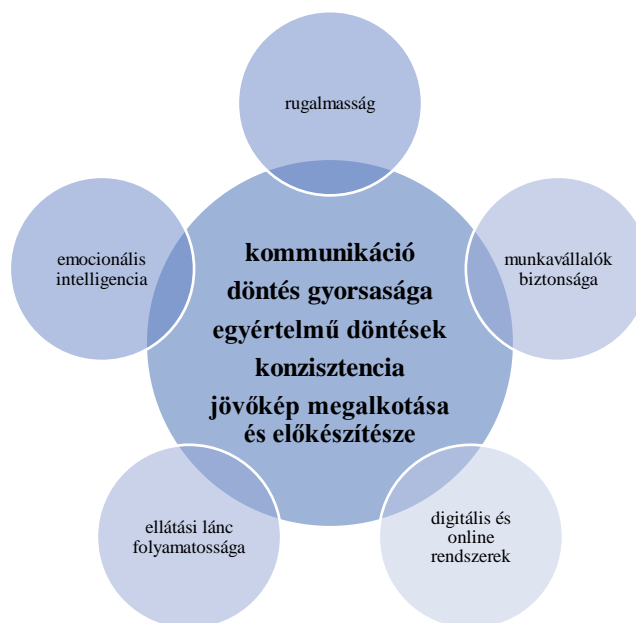 rugalmasság
emocionális
intelligencia
kommunikáció
döntés gyorsasága
egyértelmű döntések
konzisztencia
jövőkép megalkotása
és előkészítésze
munkavállalók
biztonsága
ellátási lánc
folyamatossága
digitális és
online
rendszerek